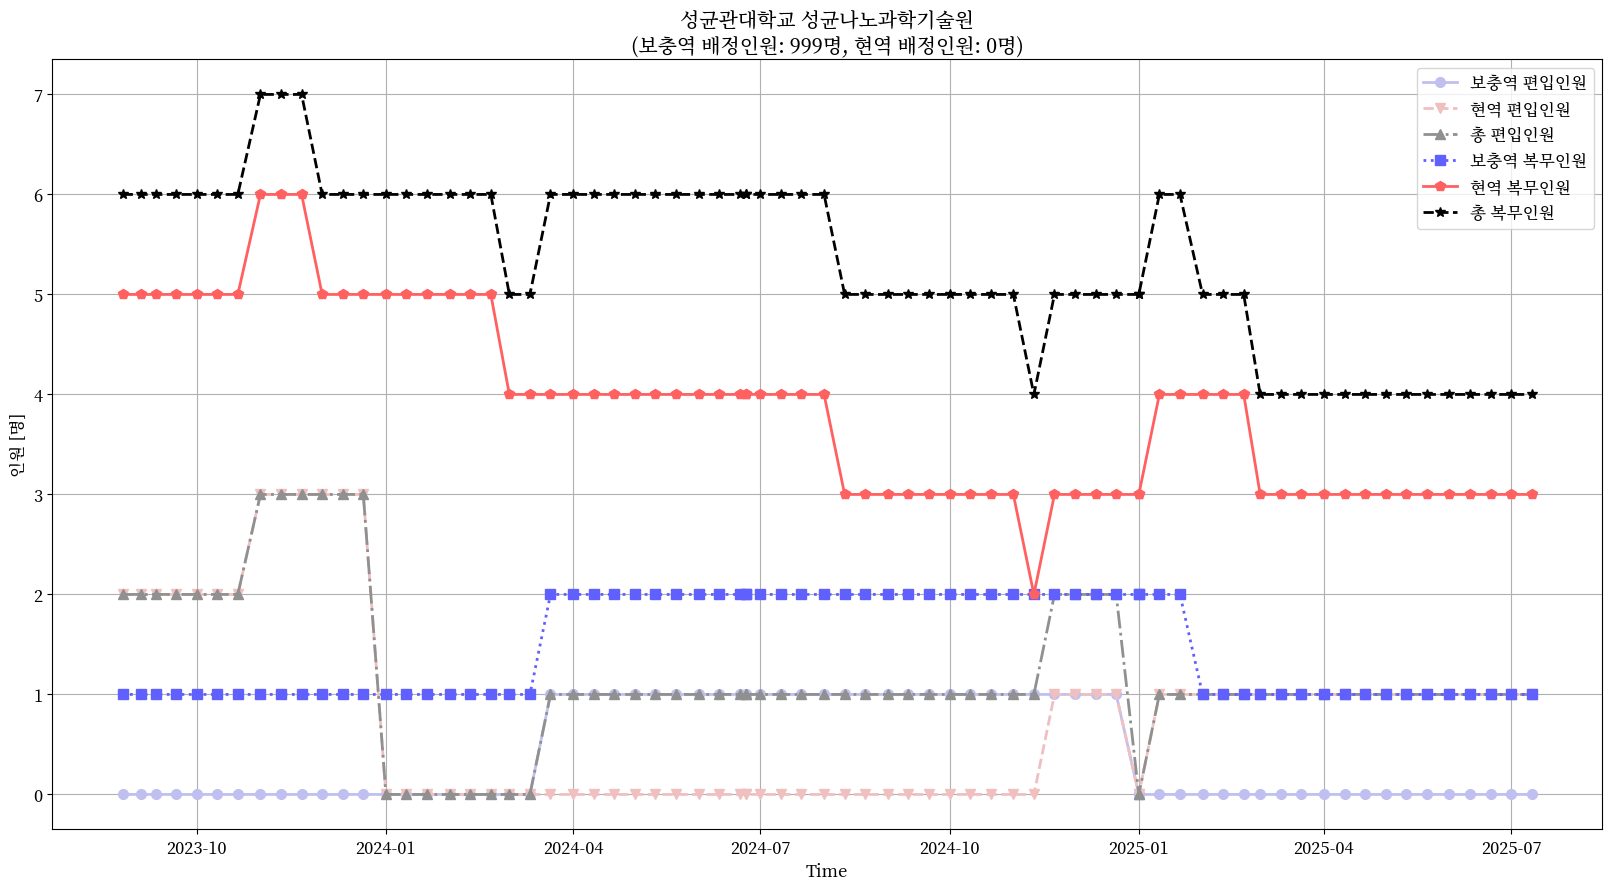 성균관대학교 성균나노과학기술원
(보충역 배정인원: 999명, 현역 배정인원: 0명)
보충역 편입인원
현역 편입인원
총 편입인원
보충역 복무인원
현역 복무인원
총 복무인원
인원 [명]
7
6
5
4
3
2
1
0
2023-10
2024-01
2024-04
2024-07
2024-10
2025-01
2025-04
2025-07
Time